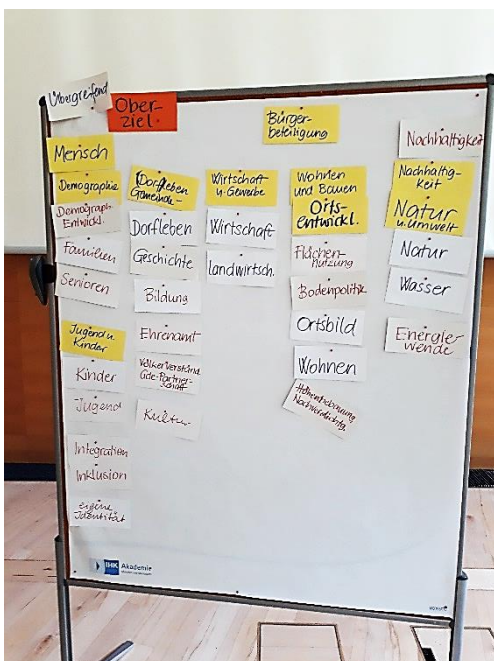 Übergreifend
Ober-
ziel
Bürger-
beteiligung
Nachhaltigkeit
Mensch
Demographie
Demograph.
Entwickl.
Familien
Senioren
Jugend u.
Kinder
Kinder
Jugend
Integration
Inklusion
eigene
Identität
Dorfleben
Gemeinde-
Dorfleben
Geschichte
Bildung
Ehrenamt
Völkerverständ.
Gde-Partner-
schaft
Kultur
Wirtschaft
u. Gewerbe
Wirtschaft
Landwirtsch.
Wohnen
und Bauen
Orts-
entwickl.
Flächen-
nutzung
Bodenpolitik
Ortsbild
Wohnen
Nachverdichtg.
Nachhaltig-
keit
Natur
u. Umwelt
Natur
Wasser
Energie-
wende
IHK Akademie